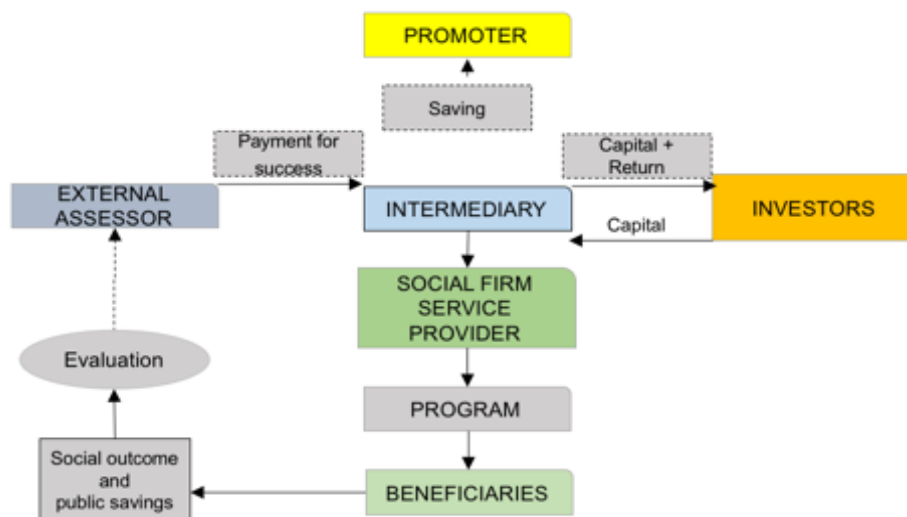 PROMOTER
Saving
Payment for
success
Capital +
Return
EXTERNAL
ASSESSOR
INTERMEDIARY
INVESTORS
Capital
SOCIAL FIRM
SERVICE
PROVIDER
Evaluation
PROGRAM
Social outcome
and
public savings
BENEFICIARIES